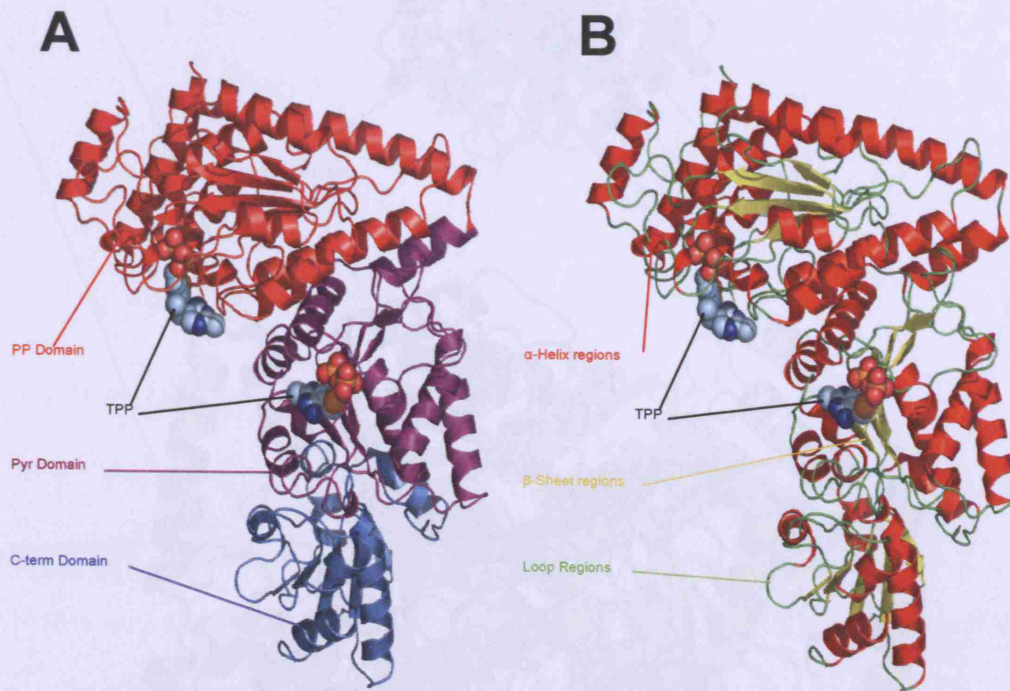 A
PP Domain
TPP
Pyr Domain
C-term Domain
B
α-Helix regions
TPP
β-Sheet regions
Loop Regions